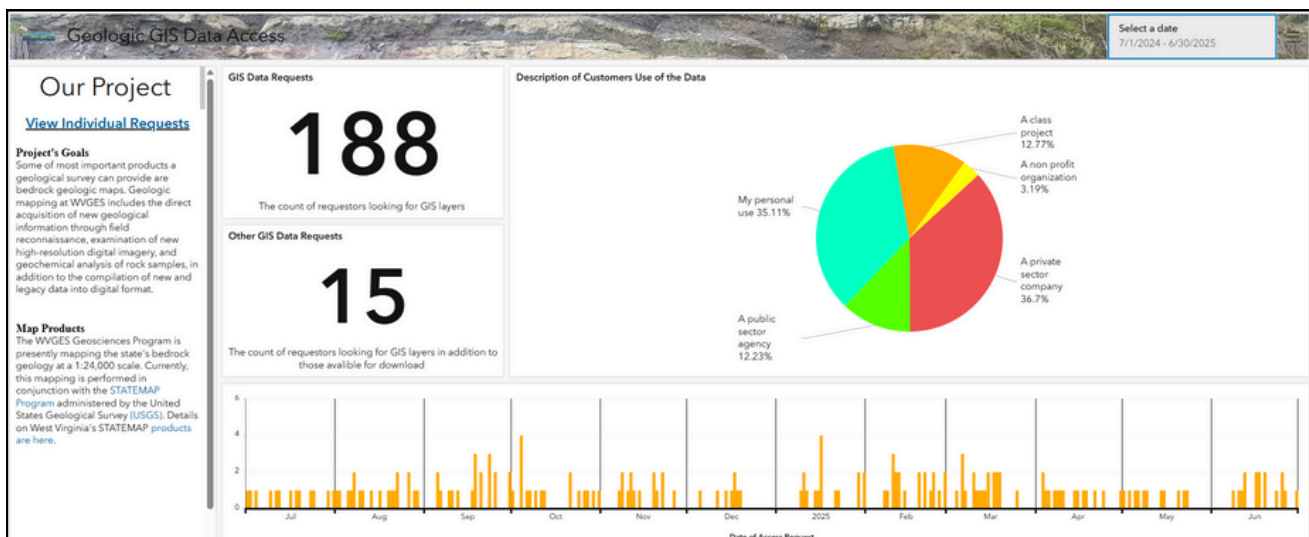 Geologic GIS Data Access
Select a date
7/1/2024 - 6/30/2025
Our Project
View Individual Requests
Project's Goals
Some of most important products a
geological survey can provide are
bedrock geologic maps. Geologic
mapping at WVGES includes the direct
acquisition of new geological
information through field
reconnaissance, examination of new
high-resolution digital imagery, and
geochemical analysis of rock samples, in
addition to the compilation of new and
legacy data into digital format.
Map Products
The WVGES Geosciences Program is
presently mapping the state's bedrock
geology at a 1:24,000 scale. Currently,
this mapping is performed in
conjunction with the STATEMAP
Program administered by the United
States Geological Survey (USGS). Details
on West Virginia's STATEMAP products
are here.
GIS Data Requests
188
The count of requestors looking for GIS layers
Other GIS Data Requests
15
The count of requestors looking for GIS layers in addition to
those avalible for download
Description of Customers Use of the Data
A class
project
12.77%
A non profit
organization
3.19%
My personal
use 35.11%
A private
sector
company
36.7%
A public
sector
agency
12.23%
6
4
2
0
Jul Aug Sep Oct Nov Dec 2025 Feb Mar Apr May Jun
Date of Access Request